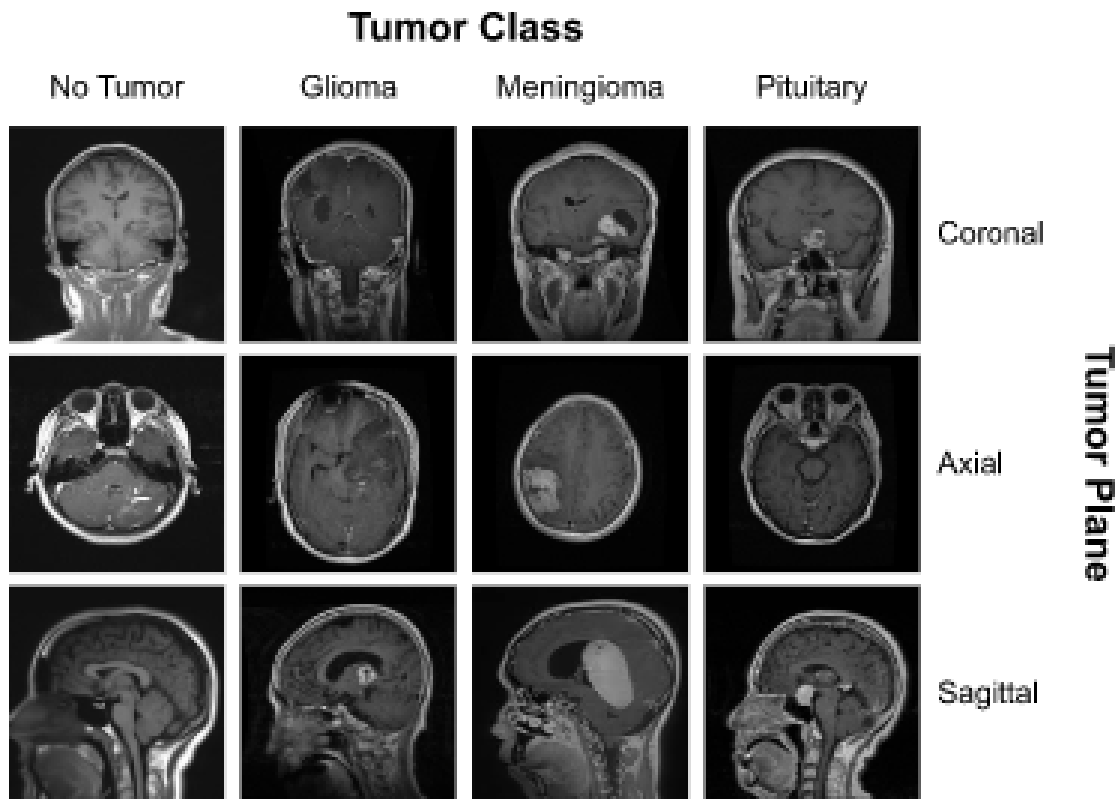 Tumor Class
No Tumor
Glioma
Meningioma
Pituitary
Coronal
Axial
Sagittal
Tumor Plane